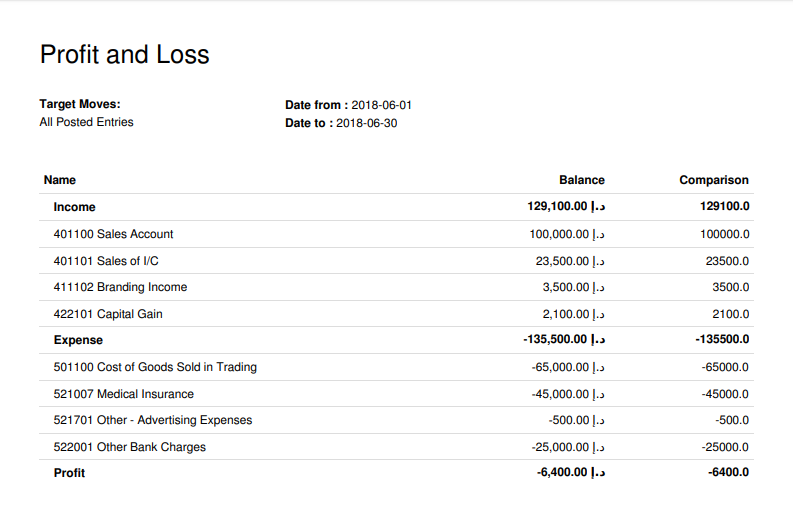 Profit and Loss
Target Moves:
All Posted Entries
Date from : 2018-06-01
Date to : 2018-06-30
Name Balance Comparison
Income 129,100.00 د.إ 129100.0
401100 Sales Account 100,000.00 د.إ 100000.0
401101 Sales of I/C 23,500.00 د.إ 23500.0
411102 Branding Income 3,500.00 د.إ 3500.0
422101 Capital Gain 2,100.00 د.إ 2100.0
Expense -135,500.00 د.إ -135500.0
501100 Cost of Goods Sold in Trading -65,000.00 د.إ -65000.0
521007 Medical Insurance -45,000.00 د.إ -45000.0
521701 Other - Advertising Expenses -500.00 د.إ -500.0
522001 Other Bank Charges -25,000.00 د.إ -25000.0
Profit -6,400.00 د.إ -6400.0